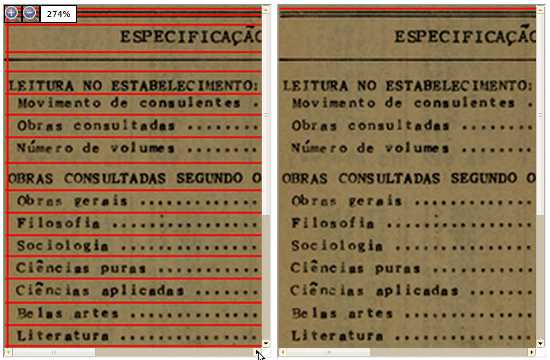 274%
ESPECIFICAÇÃO
LEITURA NO ESTABELECIMENTO:
Movimento de consulentes .
Obras consultadas ........
Número de volumes .......
OBRAS CONSULTADAS SEGUNDO O
Obras gerais .............
Filosofia ................
Sociologia ...............
Ciências puras ...........
Ciências aplicadas .......
Belas artes ..............
Literatura ...............
ESPECIFICAÇÃO
LEITURA NO ESTABELECIMENTO:
Movimento de consulentes .
Obras consultadas ........
Número de volumes .......
OBRAS CONSULTADAS SEGUNDO O
Obras gerais .............
Filosofia ................
Sociologia ...............
Ciências puras ...........
Ciências aplicadas .......
Belas artes ..............
Literatura ...............